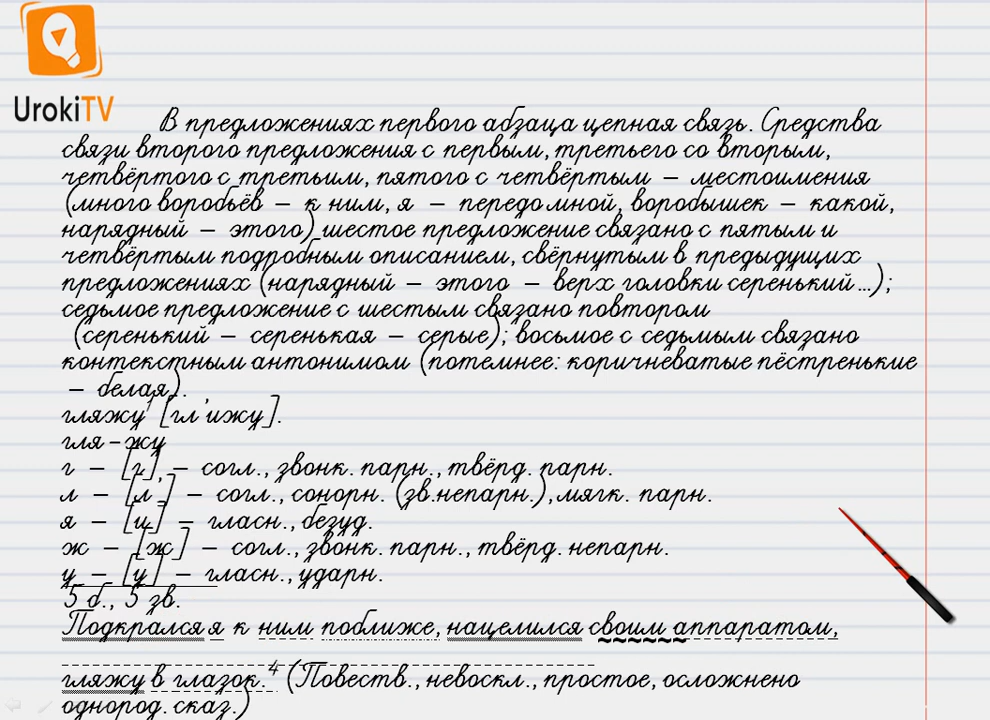 UrokiTV
В предложениях первого абзаца цепная связь. Средства
связи второго предложения с первым, третьего со вторым,
четвёртого с третьим, пятого с четвёртым – местоимения
(много воробьёв – к ним, я – передо мной, воробышек – какой,
нарядный – этого) шестое предложение связано с пятым и
четвёртым подробным описанием, свёрнутым в предыдущих
предложениях (нарядный – этого – верх головки серенький...);
седьмое предложение с шестым связано повтором
(серенький – серенькая – серые); восьмое с седьмым связано
контекстным антонимом (потемнее: коричневатые пёстренькие
– белая).
гляжу' [гл'ижу].
гля-жу
г – [г] – согл., звонк. парн., твёрд. парн.
л – [л'] – согл., сонорн. (зв.непарн.), мягк. парн.
я – [и] – гласн., безуд.
ж – [ж] – согл., звонк. парн., твёрд. непарн.
у – [у] – гласн., ударн.
5 б., 5 зв.
Подкрался я к ним поближе, нацелился своим аппаратом,
гляжу в глазок.⁴ (Повеств., невоскл., простое, осложнено
однород. сказ.)